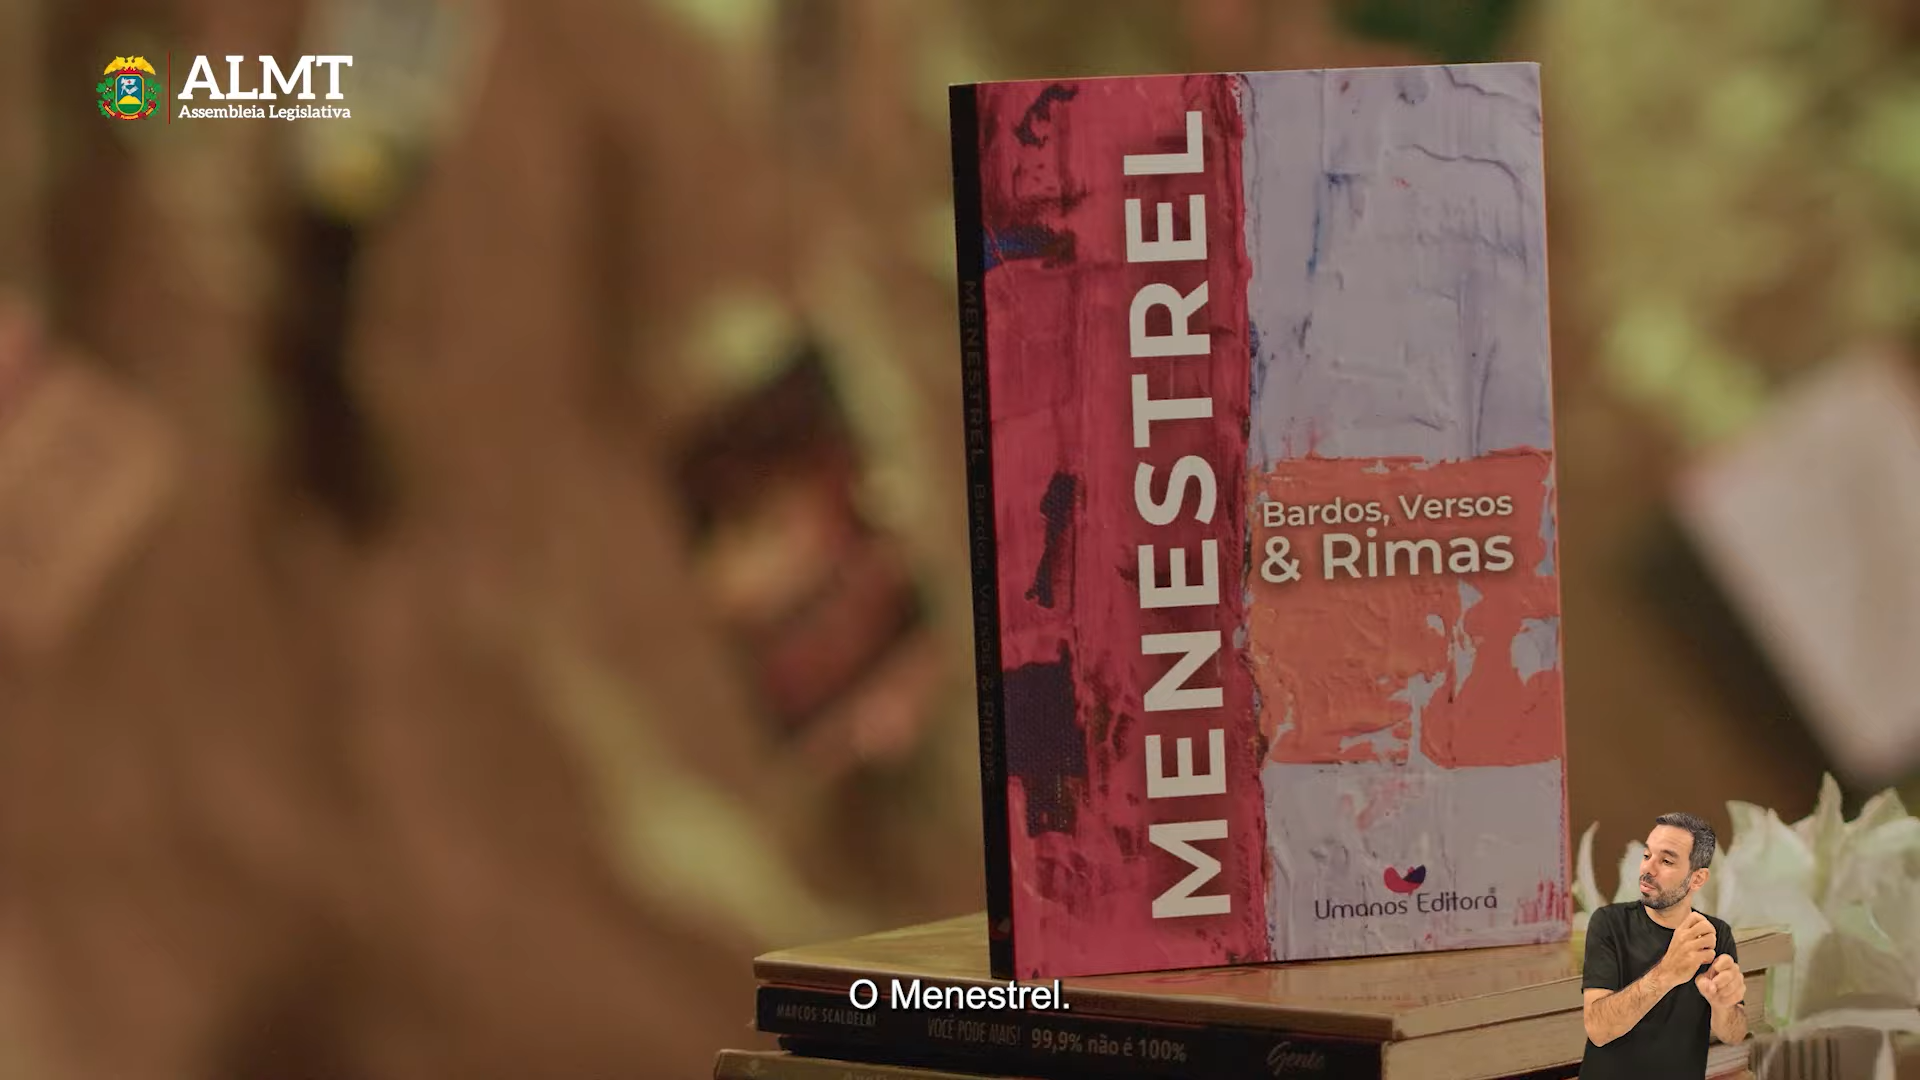 ALMT
Assembleia Legislativa
MENESTREL
Bardos, Versos
& Rimas
Umanos Editora
MENESTREL Bardos, Versos & Rimas
O Menestrel.
MARCOS SCALDELAI VOCÊ PODE MAIS! 99,9% não é 100% Gente